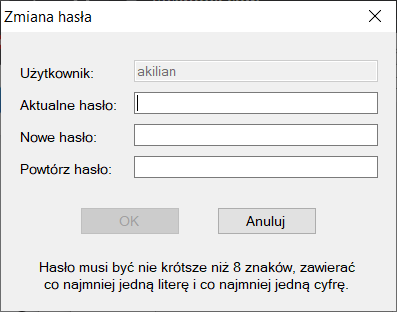 Zmiana hasła
Użytkownik: akilian
Aktualne hasło:
Nowe hasło:
Powtórz hasło:
OK Anuluj
Hasło musi być nie krótsze niż 8 znaków, zawierać
co najmniej jedną literę i co najmniej jedną cyfrę.